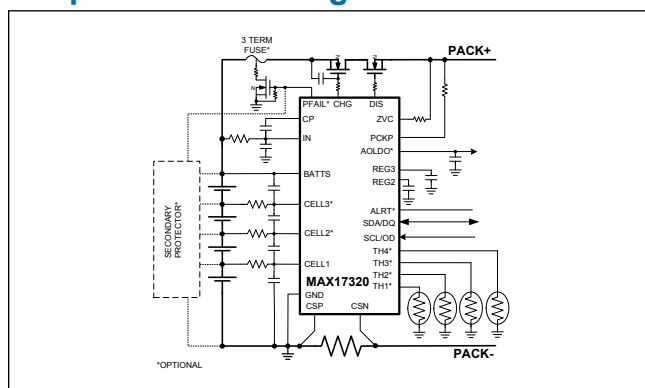 3 TERM
FUSE*
PACK+
N
N
N
PFAIL* CHG DIS
CP
ZVC
IN
PCKP
AOLDO*
BATTS
REG3
REG2
SECONDARY
PROTECTOR*
CELL3*
ALRT*
SDA/DQ
CELL2*
SCL/OD
TH4*
TH3*
CELL1
TH2*
MAX17320
TH1*
GND
CSP CSN
PACK-
*OPTIONAL